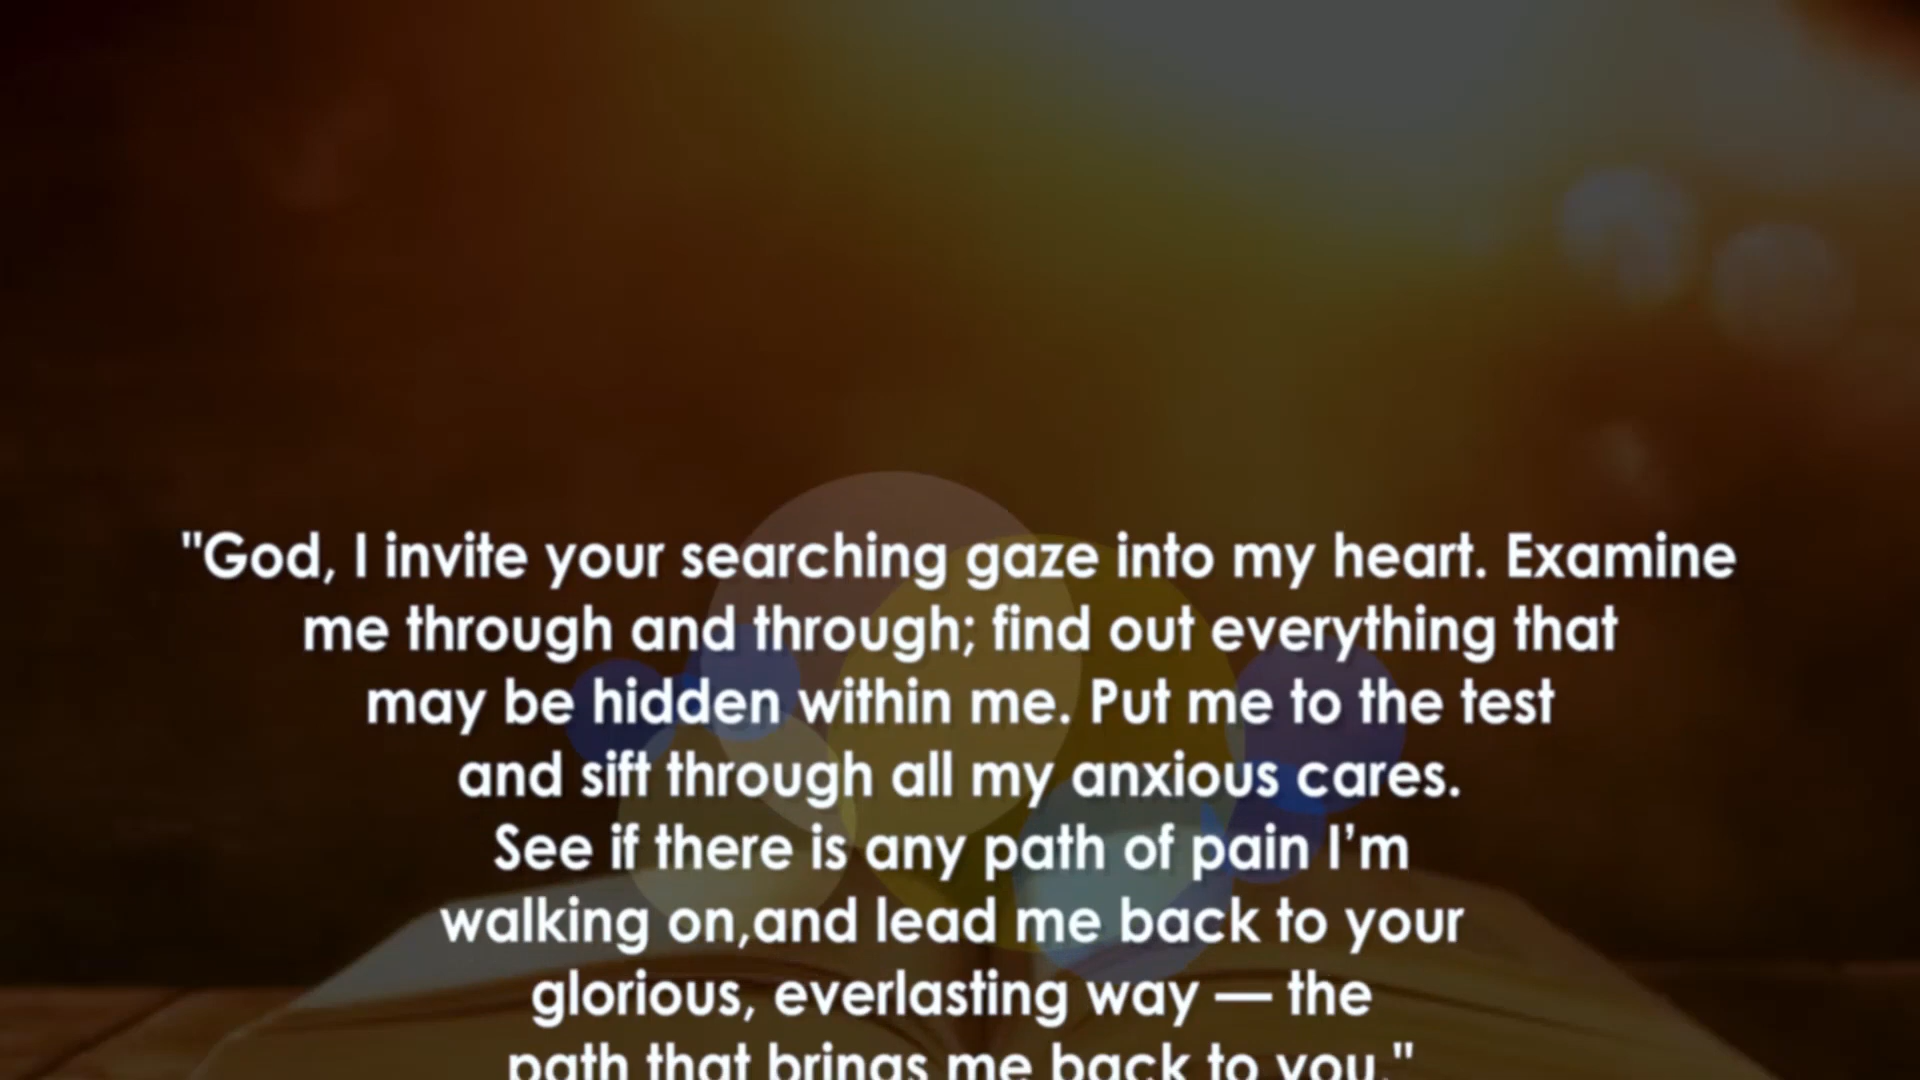 "God, I invite your searching gaze into my heart. Examine
me through and through; find out everything that
may be hidden within me. Put me to the test
and sift through all my anxious cares.
See if there is any path of pain I’m
walking on,and lead me back to your
glorious, everlasting way — the
path that brings me back to you."